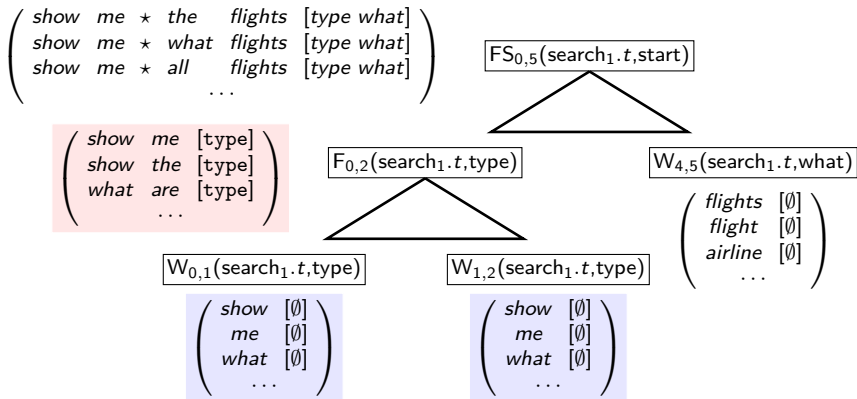 show me ⋆ the flights [type what]
show me ⋆ what flights [type what]
show me ⋆ all flights [type what]
...
FS0,5(search1.t,start)
show me [type]
show the [type]
what are [type]
...
F0,2(search1.t,type)
W4,5(search1.t,what)
flights [∅]
flight [∅]
airline [∅]
...
W0,1(search1.t,type)
W1,2(search1.t,type)
show [∅]
me [∅]
what [∅]
...
show [∅]
me [∅]
what [∅]
...